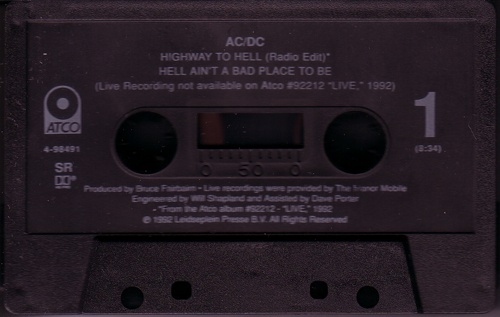 AC/DC
HIGHWAY TO HELL (Radio Edit)*
HELL AIN'T A BAD PLACE TO BE
(Live Recording not available on Atco #92212 "LIVE," 1992)
ATCO
1
4-98491
(8:34)
SR
0 50 0
Produced by Bruce Fairbairn • Live recordings were provided by The Manor Mobile
Engineered by Will Shapland and Assisted by Dave Porter
*From the Atco album #92212 - "LIVE," 1992
© 1992 Leidseplein Presse B.V. All Rights Reserved